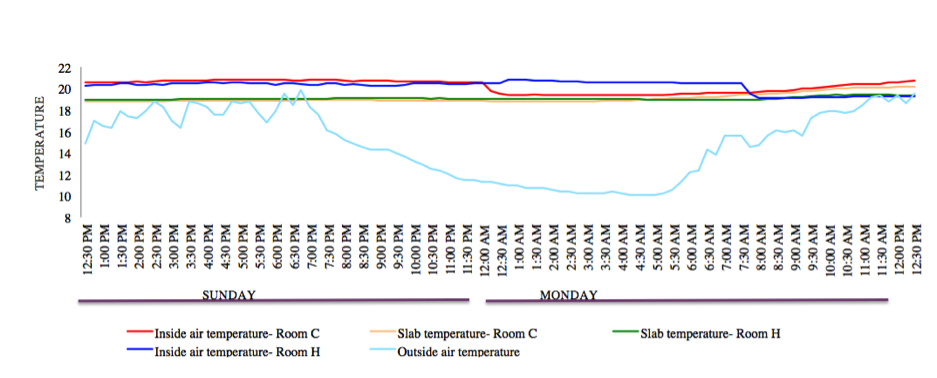 TEMPERATURE
22
20
18
16
14
12
10
8
12:30 PM
1:00 PM
1:30 PM
2:00 PM
2:30 PM
3:00 PM
3:30 PM
4:00 PM
4:30 PM
5:00 PM
5:30 PM
6:00 PM
6:30 PM
7:00 PM
7:30 PM
8:00 PM
8:30 PM
9:00 PM
9:30 PM
10:00 PM
10:30 PM
11:00 PM
11:30 PM
12:00 AM
12:30 AM
1:00 AM
1:30 AM
2:00 AM
2:30 AM
3:00 AM
3:30 AM
4:00 AM
4:30 AM
5:00 AM
5:30 AM
6:00 AM
6:30 AM
7:00 AM
7:30 AM
8:00 AM
8:30 AM
9:00 AM
9:30 AM
10:00 AM
10:30 AM
11:00 AM
11:30 AM
12:00 PM
12:30 PM
SUNDAY MONDAY
Inside air temperature- Room C Slab temperature- Room C Slab temperature- Room H
Inside air temperature- Room H Outside air temperature